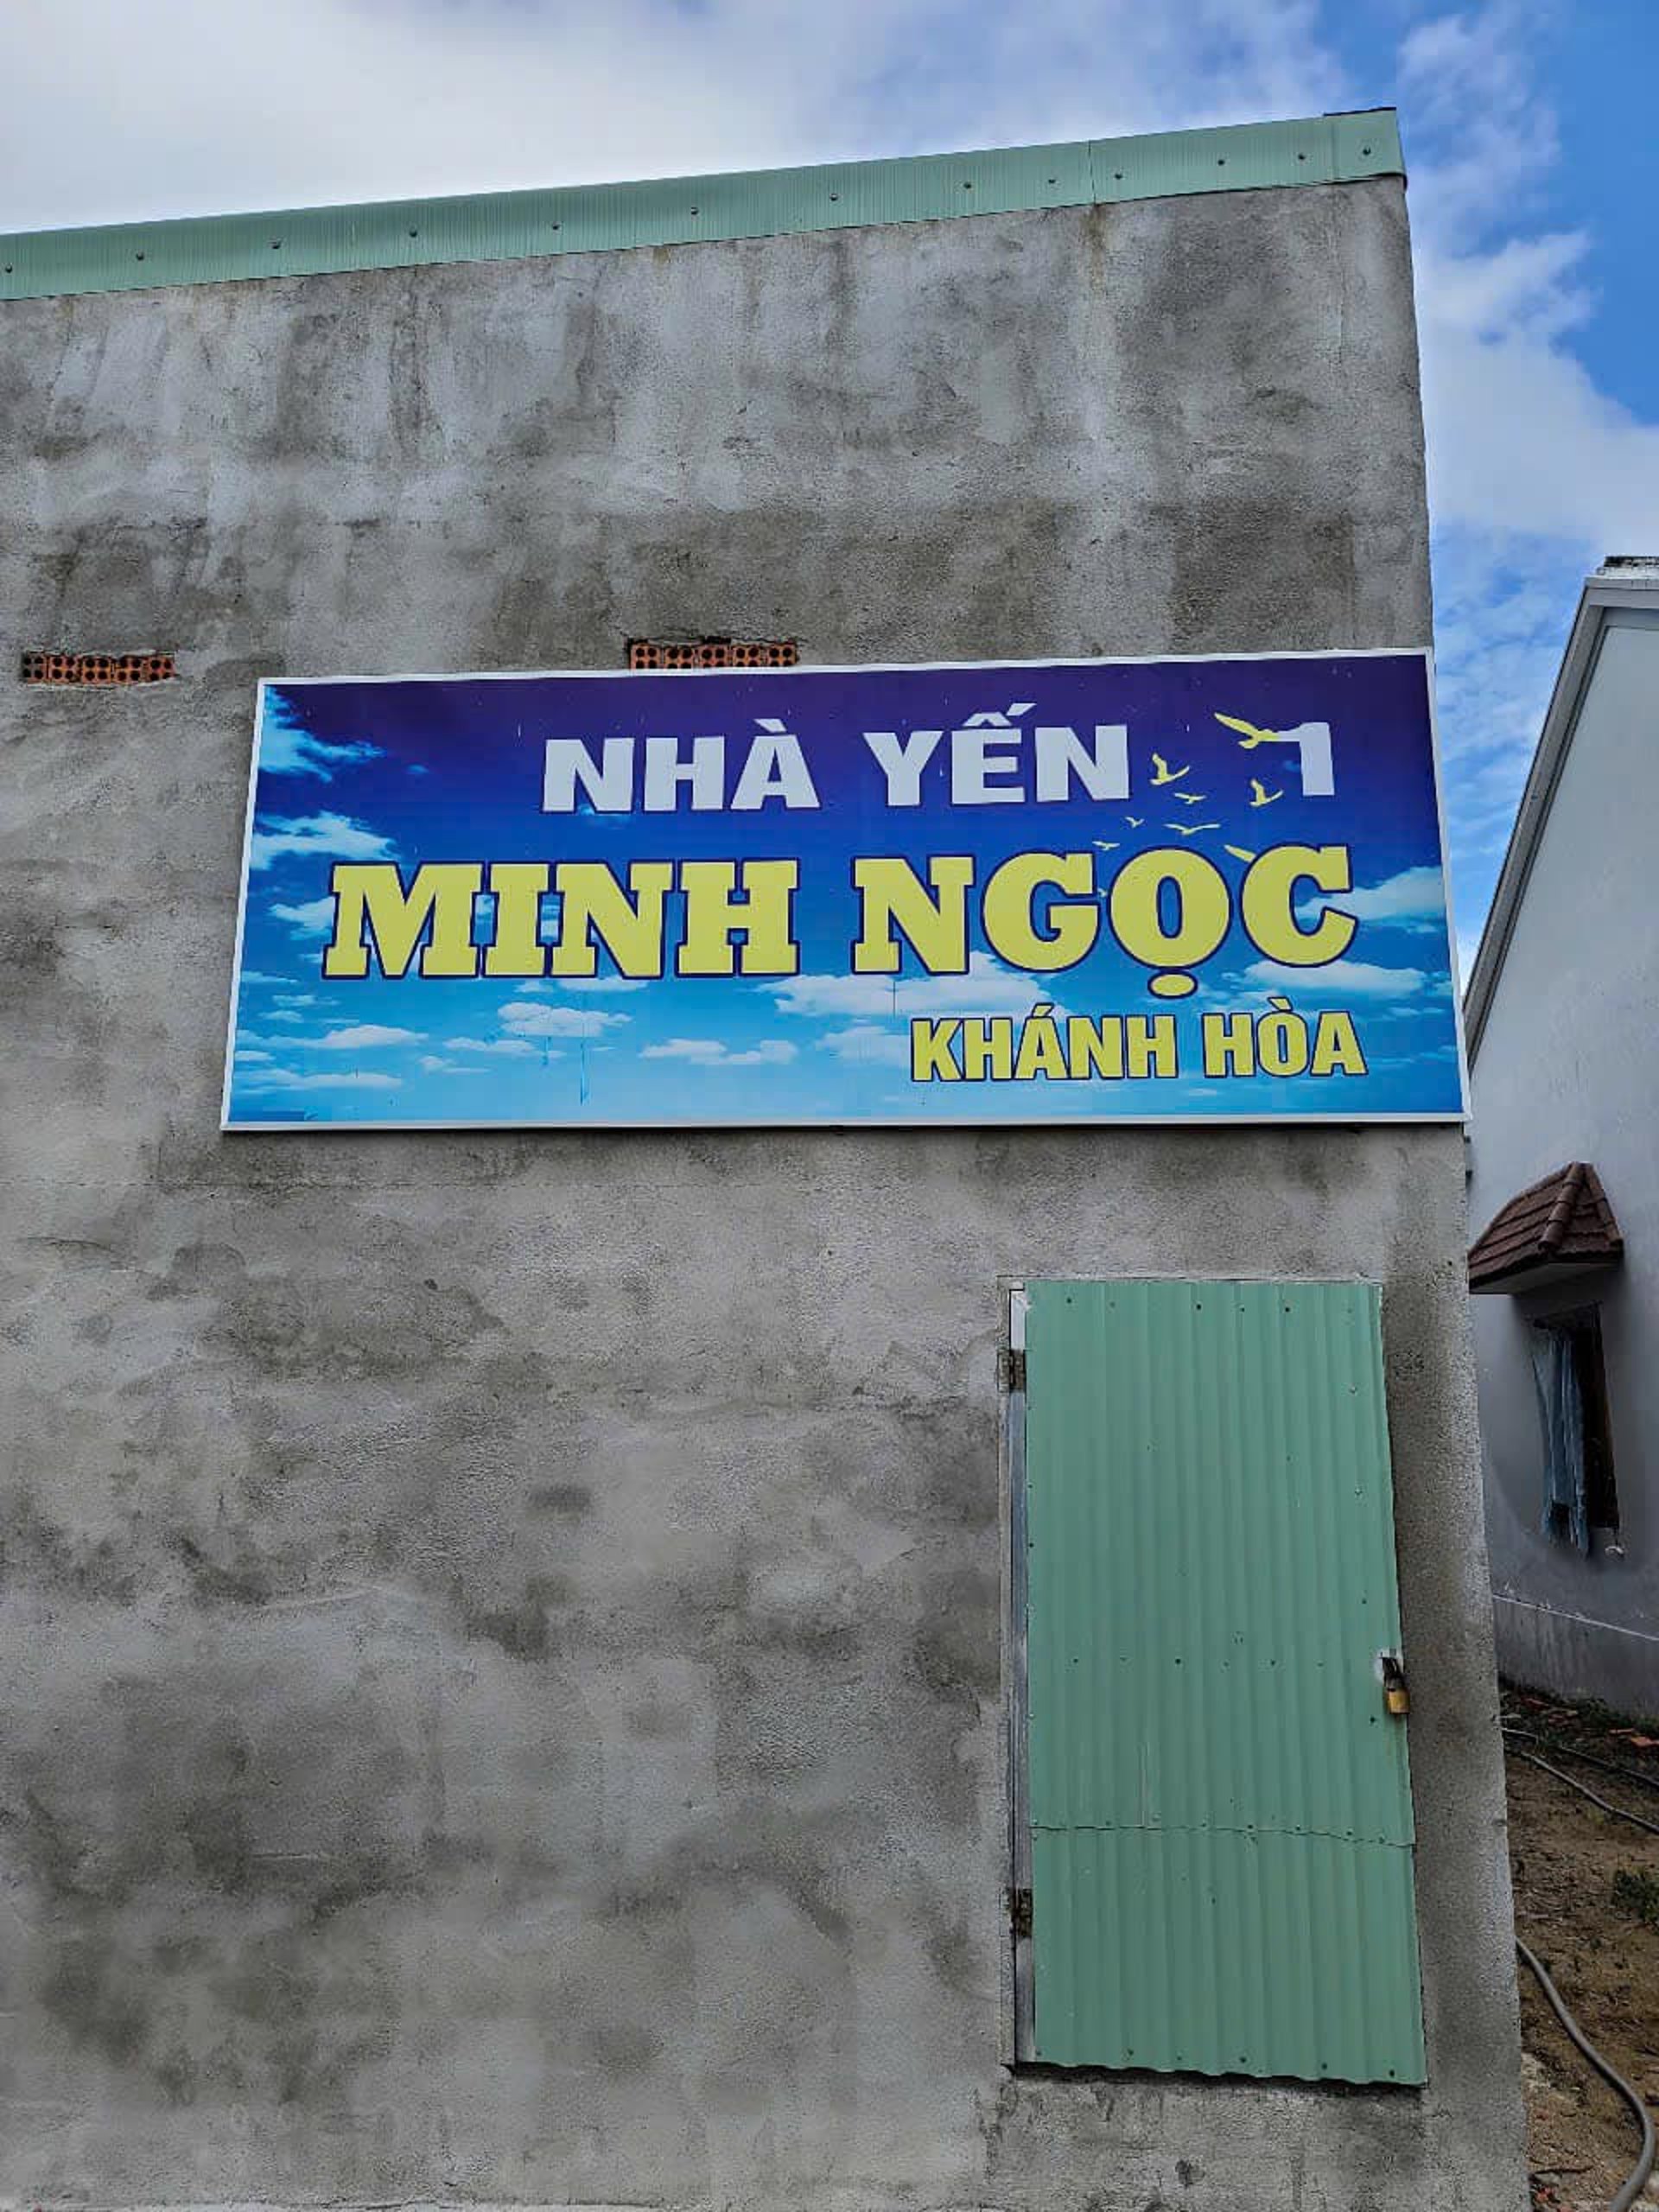 NHÀ YẾN 1
MINH NGỌC
KHÁNH HÒA